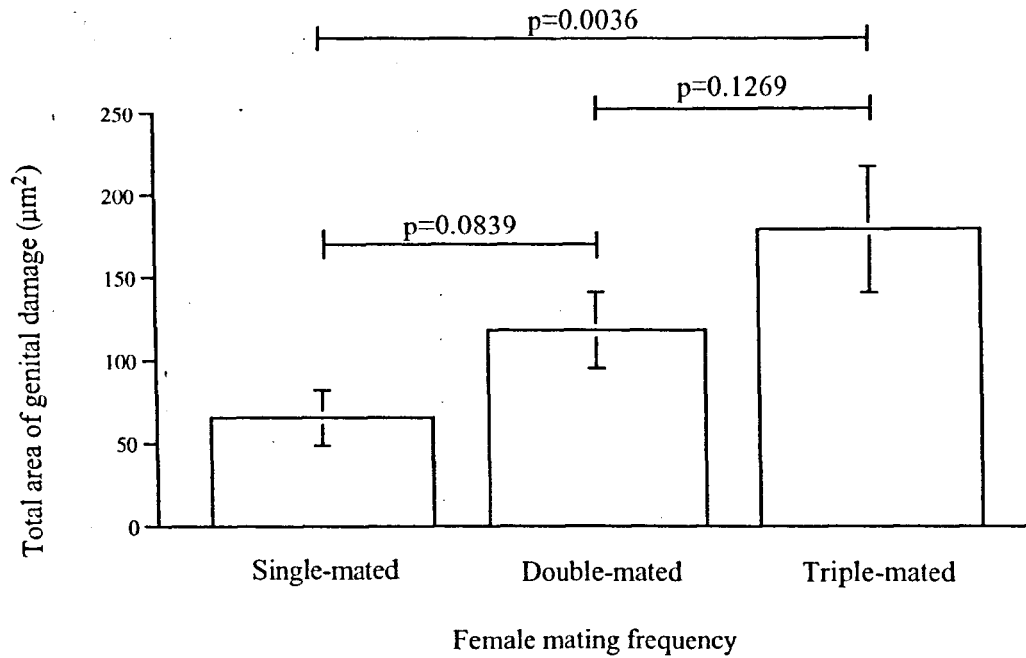 p=0.0036
p=0.1269
p=0.0839
Total area of genital damage (µm²)
250
200
150
100
50
0
Single-mated
Double-mated
Triple-mated
Female mating frequency